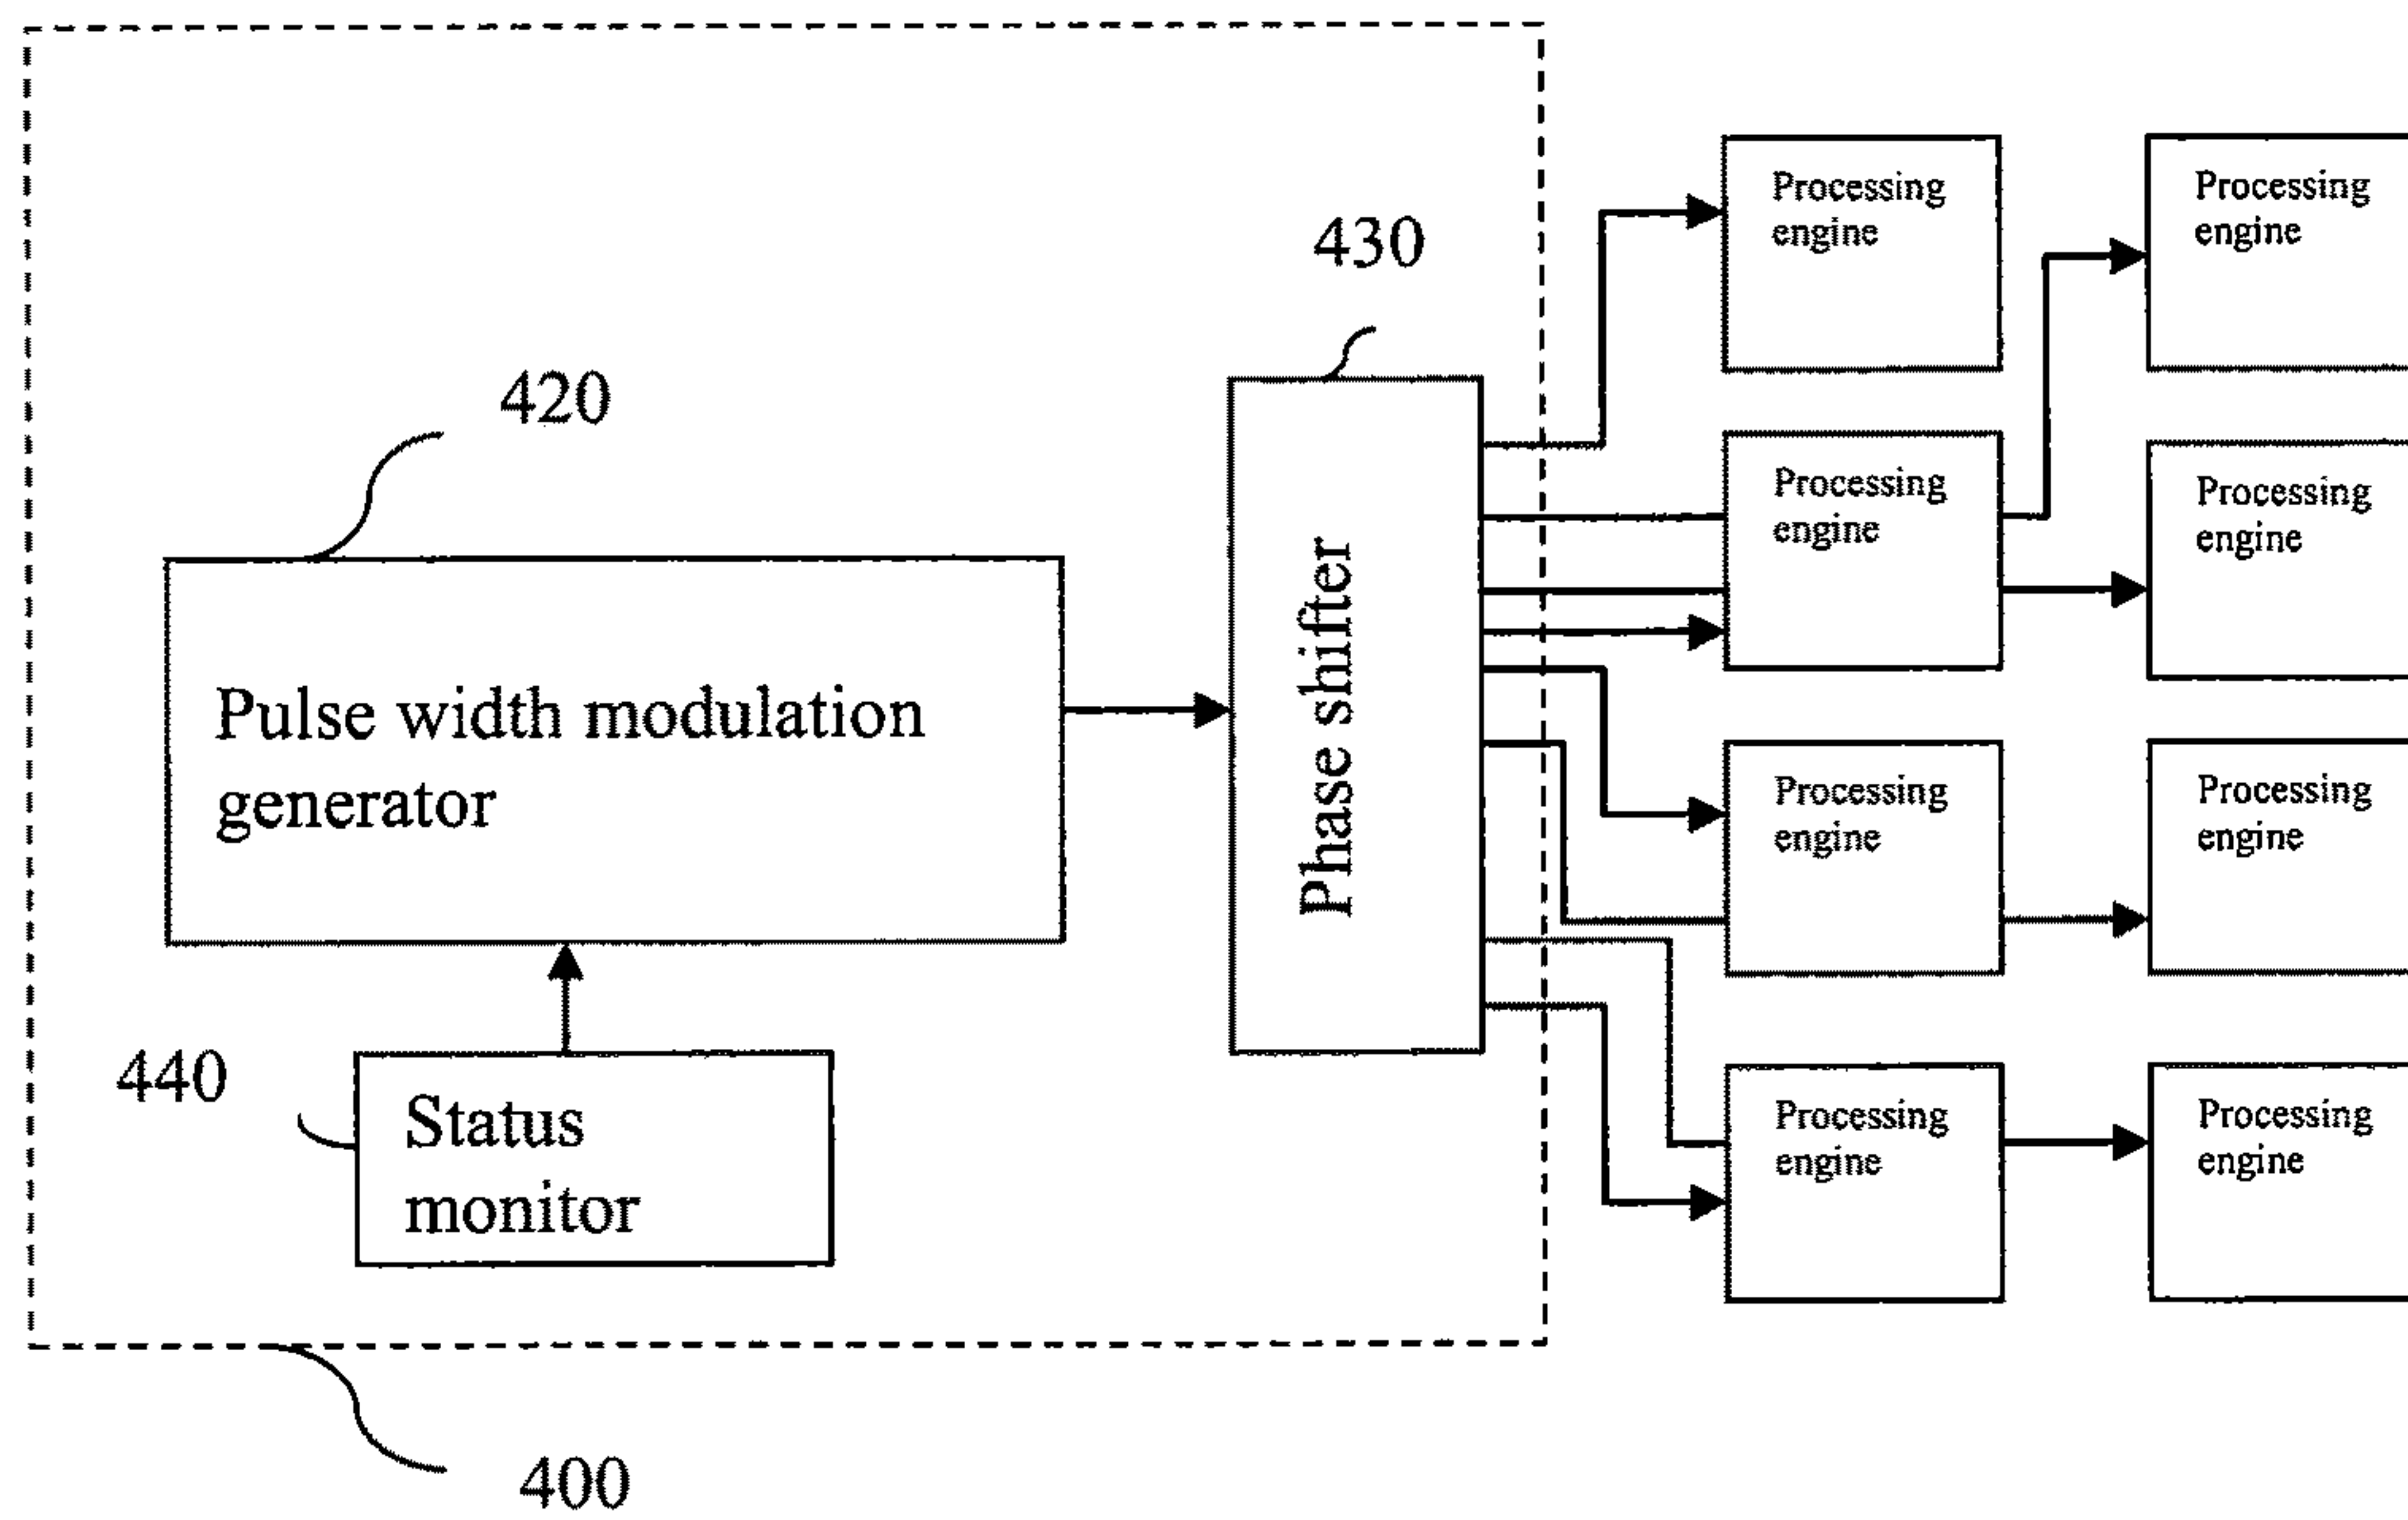 430
420
Pulse width modulation
generator
Phase shifter
440
Status
monitor
400
Processing
engine
Processing
engine
Processing
engine
Processing
engine
Processing
engine
Processing
engine
Processing
engine
Processing
engine